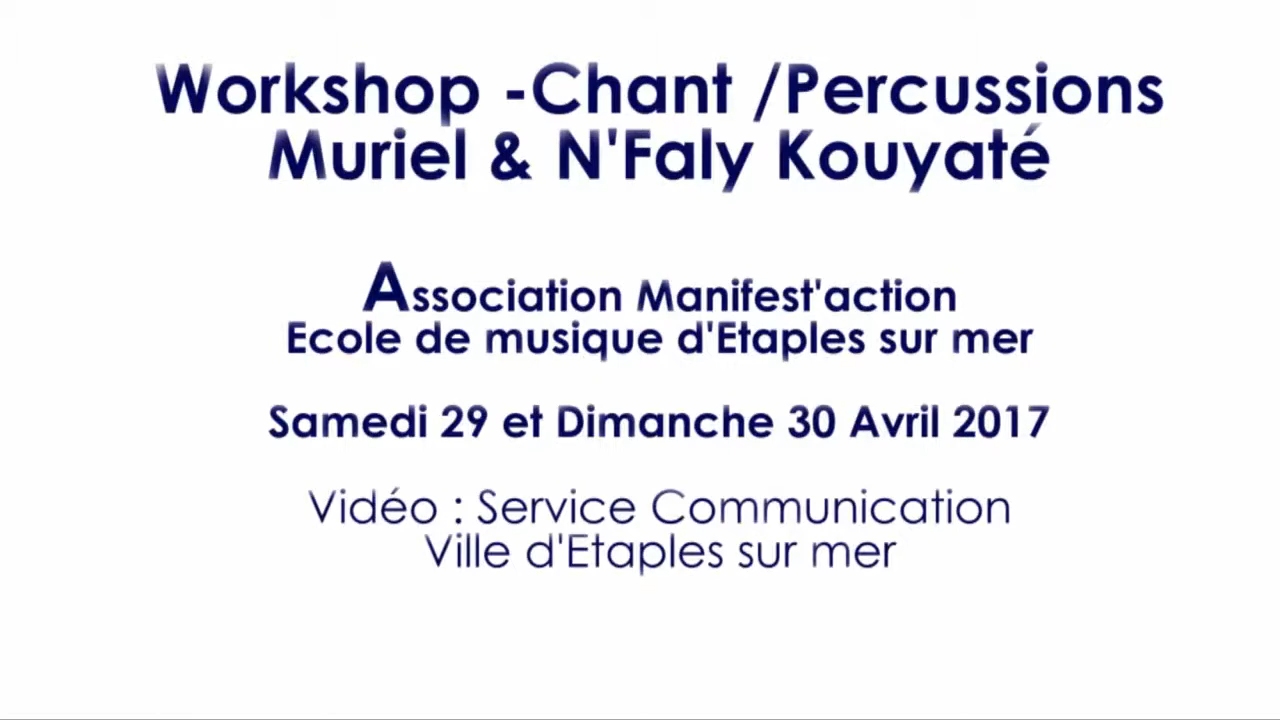 Workshop -Chant /Percussions
Muriel & N'Faly Kouyaté
Association Manifest'action
Ecole de musique d'Etaples sur mer
Samedi 29 et Dimanche 30 Avril 2017
Vidéo : Service Communication
Ville d'Etaples sur mer